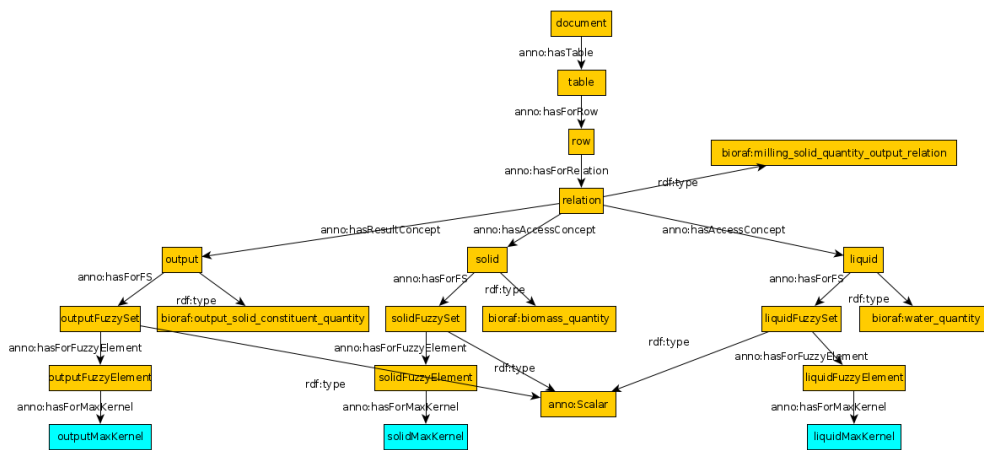 document
anno:hasTable
table
anno:hasForRow
row
bioraf:milling_solid_quantity_output_relation
anno:hasForRelation
rdf:type
relation
anno:hasResultConcept
anno:hasAccessConcept
anno:hasAccessConcept
output
solid
liquid
anno:hasForFS
anno:hasForFS
anno:hasForFS
rdf:type
rdf:type
rdf:type
outputFuzzySet
bioraf:output_solid_constituent_quantity
solidFuzzySet
bioraf:biomass_quantity
liquidFuzzySet
bioraf:water_quantity
rdf:type
anno:hasForFuzzyElement
anno:hasForFuzzyElement
anno:hasForFuzzyElement
rdf:type
outputFuzzyElement
rdf:type
solidFuzzyElement
liquidFuzzyElement
anno:hasForMaxKernel
anno:hasForMaxKernel
anno:Scalar
anno:hasForMaxKernel
outputMaxKernel
solidMaxKernel
liquidMaxKernel